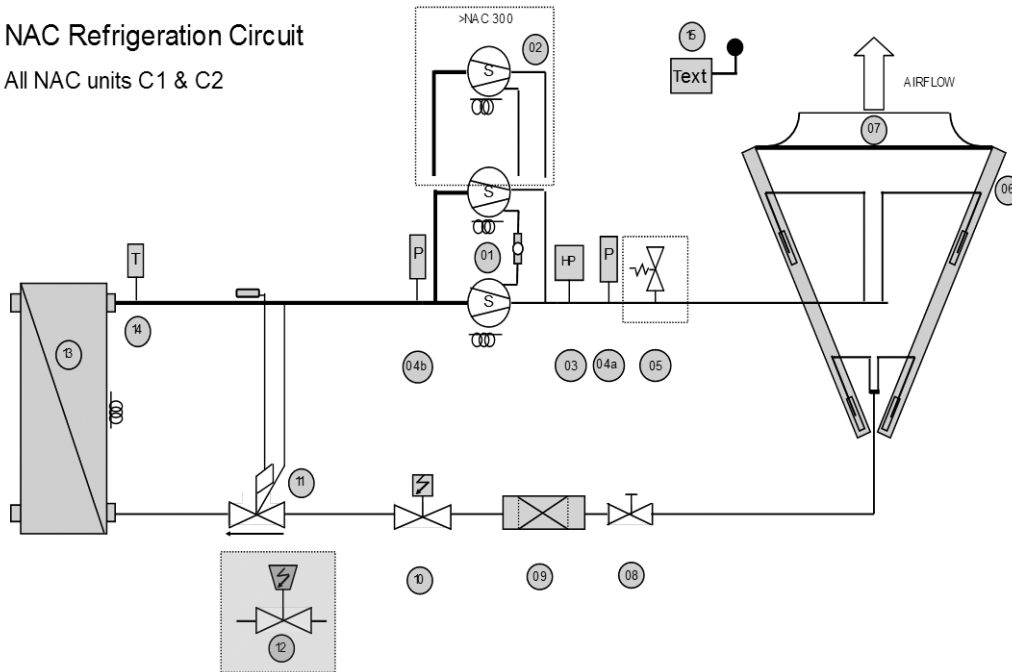 NAC Refrigeration Circuit
All NAC units C1 & C2
>NAC 300
02
15
Text
AIRFLOW
07
06
S
S
01
S
T
P
HP
P
14
13
04b
03
04a
05
11
10
09
08
12